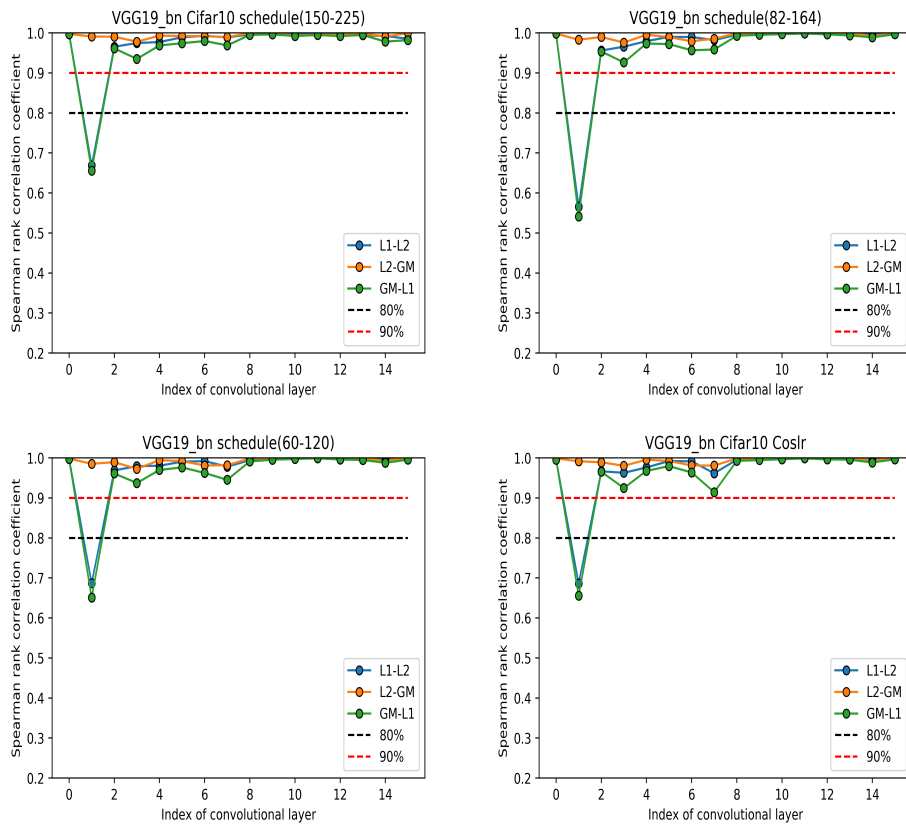 VGG19_bn Cifar10 schedule(150-225)
Spearman rank correlation coefficient
1.0
0.9
0.8
0.7
0.6
0.5
0.4
0.3
0.2
L1-L2
L2-GM
GM-L1
80%
90%
0 2 4 6 8 10 12 14
Index of convolutional layer
VGG19_bn schedule(82-164)
Spearman rank correlation coefficient
1.0
0.9
0.8
0.7
0.6
0.5
0.4
0.3
0.2
L1-L2
L2-GM
GM-L1
80%
90%
0 2 4 6 8 10 12 14
Index of convolutional layer
VGG19_bn schedule(60-120)
Spearman rank correlation coefficient
1.0
0.9
0.8
0.7
0.6
0.5
0.4
0.3
0.2
L1-L2
L2-GM
GM-L1
80%
90%
0 2 4 6 8 10 12 14
Index of convolutional layer
VGG19_bn Cifar10 Coslr
Spearman rank correlation coefficient
1.0
0.9
0.8
0.7
0.6
0.5
0.4
0.3
0.2
L1-L2
L2-GM
GM-L1
80%
90%
0 2 4 6 8 10 12 14
Index of convolutional layer